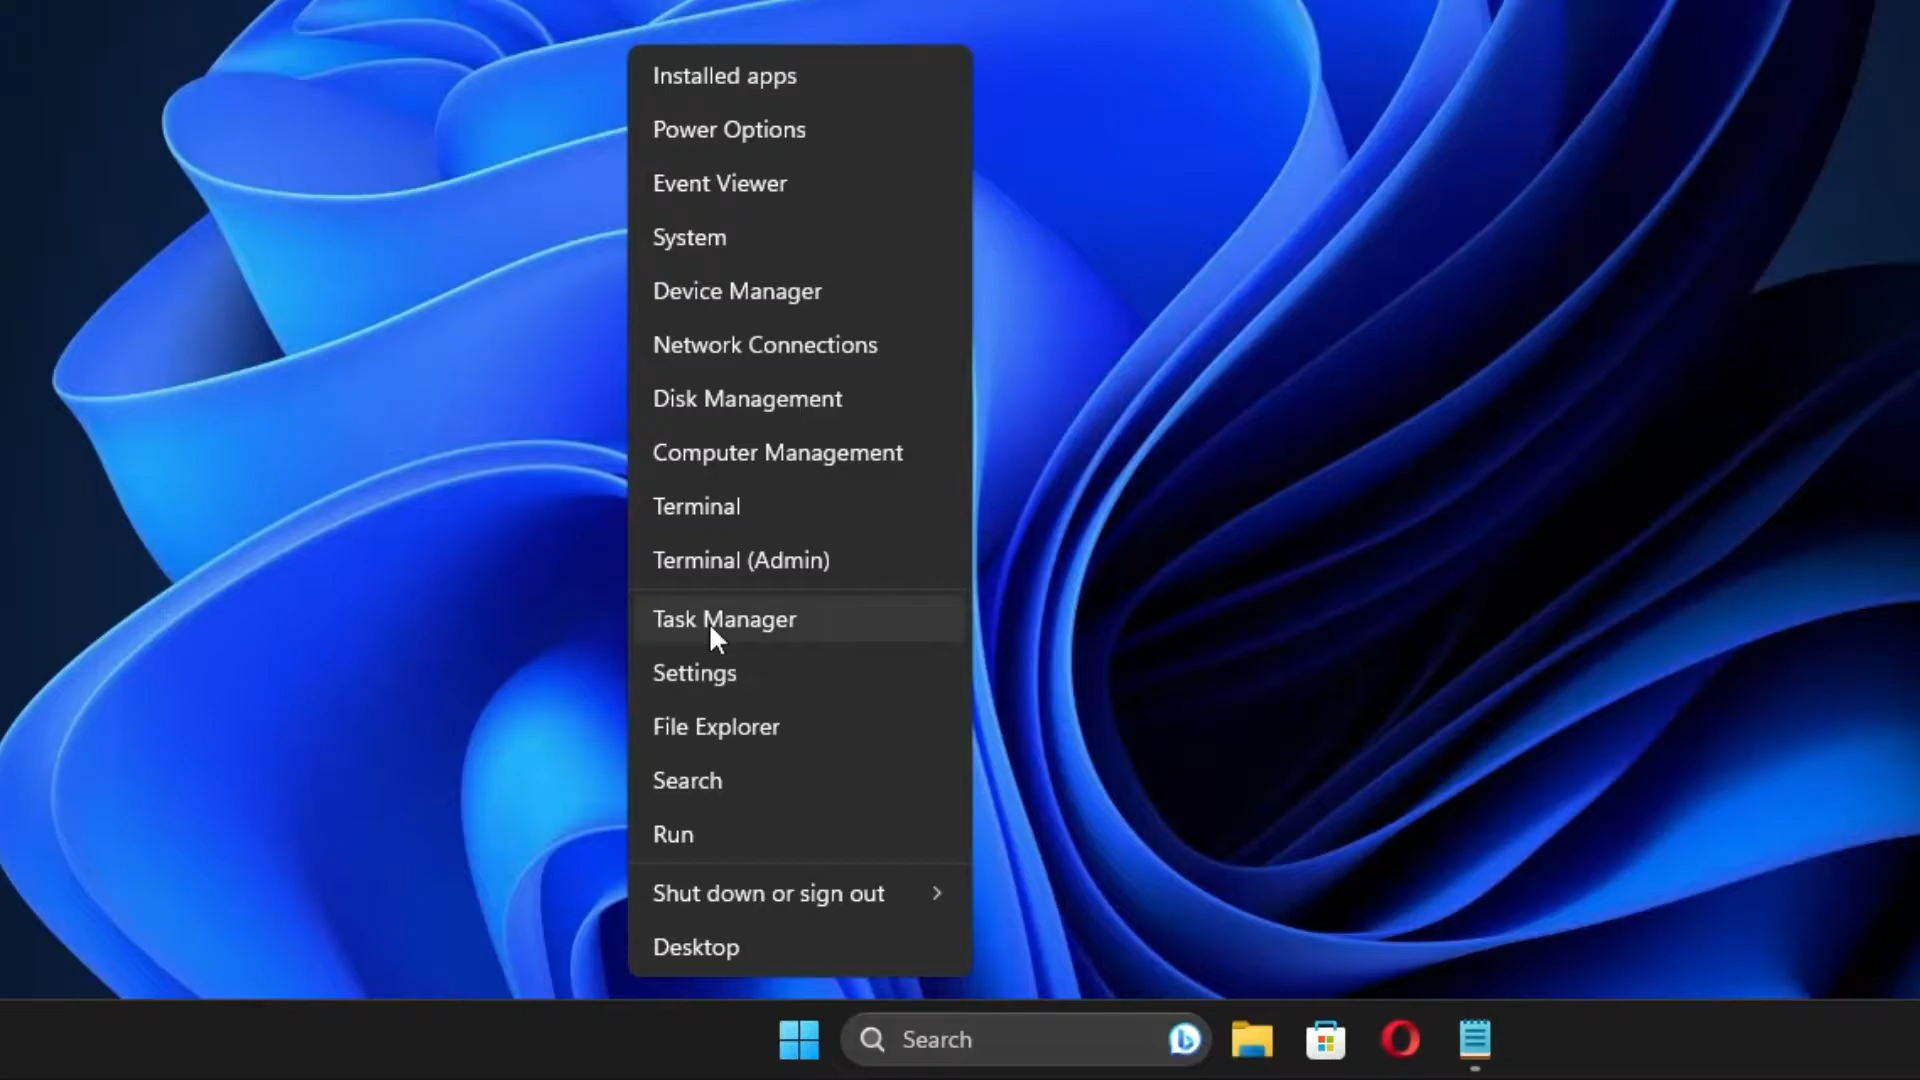 Installed apps
Power Options
Event Viewer
System
Device Manager
Network Connections
Disk Management
Computer Management
Terminal
Terminal (Admin)
Task Manager
Settings
File Explorer
Search
Run
Shut down or sign out
Desktop
Search